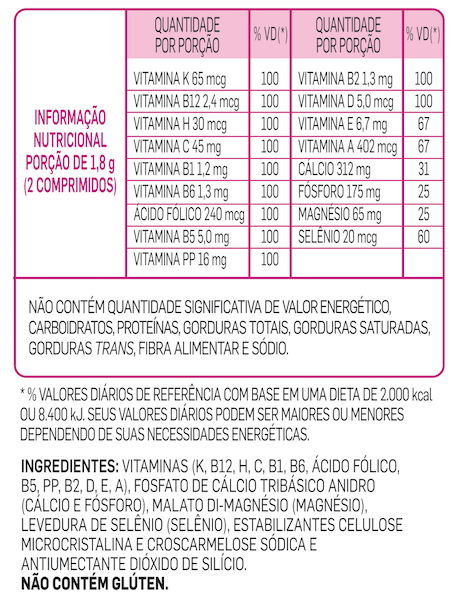 INFORMAÇÃO
NUTRICIONAL
PORÇÃO DE 1,8 g
(2 COMPRIMIDOS)
QUANTIDADE
POR PORÇÃO
% VD(*)
QUANTIDADE
POR PORÇÃO
% VD(*)
VITAMINA K 65 mcg 100 VITAMINA B2 1,3 mg 100
VITAMINA B12 2,4 mcg 100 VITAMINA D 5,0 mcg 100
VITAMINA H 30 mcg 100 VITAMINA E 6,7 mg 67
VITAMINA C 45 mg 100 VITAMINA A 402 mcg 67
VITAMINA B1 1,2 mg 100 CÁLCIO 312 mg 31
VITAMINA B6 1,3 mg 100 FÓSFORO 175 mg 25
ÁCIDO FÓLICO 240 mcg 100 MAGNÉSIO 65 mg 25
VITAMINA B5 5,0 mg 100 SELÊNIO 20 mcg 60
VITAMINA PP 16 mg 100
NÃO CONTÉM QUANTIDADE SIGNIFICATIVA DE VALOR ENERGÉTICO,
CARBOIDRATOS, PROTEÍNAS, GORDURAS TOTAIS, GORDURAS SATURADAS,
GORDURAS TRANS, FIBRA ALIMENTAR E SÓDIO.
* % VALORES DIÁRIOS DE REFERÊNCIA COM BASE EM UMA DIETA DE 2.000 kcal
OU 8.400 kJ. SEUS VALORES DIÁRIOS PODEM SER MAIORES OU MENORES
DEPENDENDO DE SUAS NECESSIDADES ENERGÉTICAS.
INGREDIENTES: VITAMINAS (K, B12, H, C, B1, B6, ÁCIDO FÓLICO,
B5, PP, B2, D, E, A), FOSFATO DE CÁLCIO TRIBÁSICO ANIDRO
(CÁLCIO E FÓSFORO), MALATO DI-MAGNÉSIO (MAGNÉSIO),
LEVEDURA DE SELÊNIO (SELÊNIO), ESTABILIZANTES CELULOSE
MICROCRISTALINA E CROSCARMELOSE SÓDICA E
ANTIUMECTANTE DIÓXIDO DE SILÍCIO.
NÃO CONTÉM GLÚTEN.